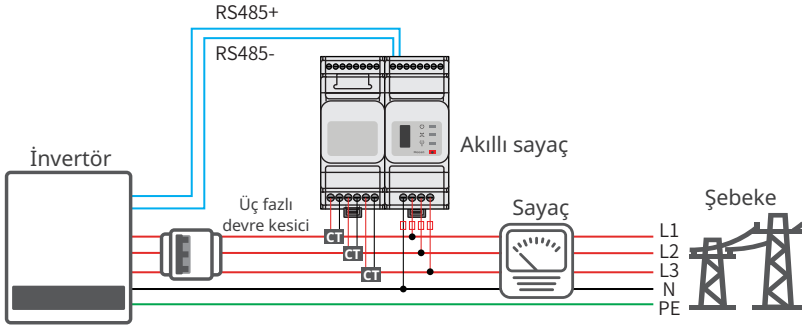 RS485+
RS485-
Akıllı sayaç
İnvertör
Üç fazlı
devre kesici
Sayaç
Şebeke
CT
CT
CT
L1
L2
L3
N
PE